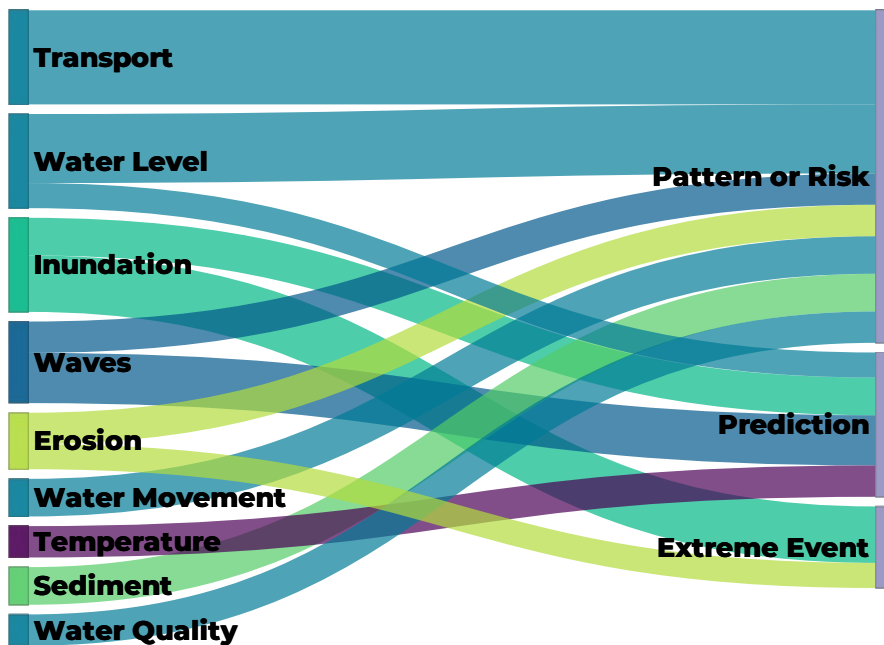 Transport
Water Level
Pattern or Risk
Inundation
Waves
Prediction
Erosion
Water Movement
Temperature
Extreme Event
Sediment
Water Quality